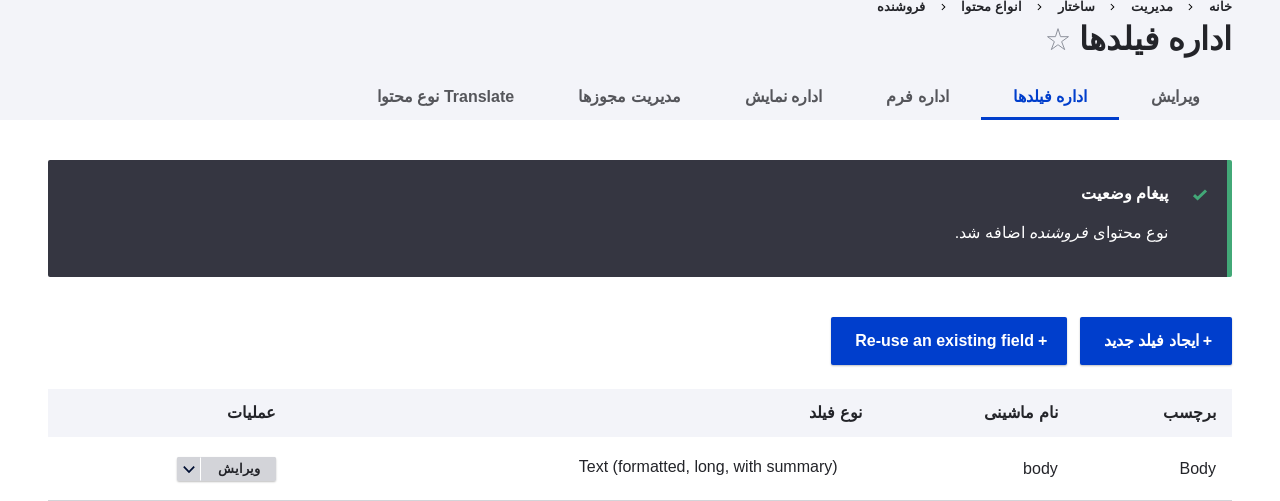 خانه › مدیریت › ساختار › انواع محتوا › فروشنده
اداره فیلدها ☆
ویرایش اداره فیلدها اداره فرم اداره نمایش مدیریت مجوزها Translate نوع محتوا
پیغام وضعیت
نوع محتوای فروشنده اضافه شد.
+ ایجاد فیلد جدید + Re-use an existing field
برچسب نام ماشینی نوع فیلد عملیات
Body body Text (formatted, long, with summary) ویرایش